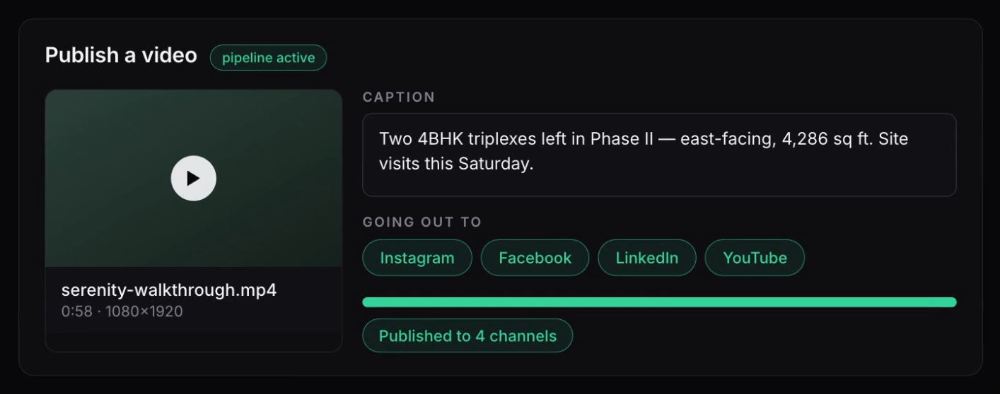 Publish a video
pipeline active
serenity-walkthrough.mp4
0:58 · 1080×1920
CAPTION
Two 4BHK triplexes left in Phase II — east-facing, 4,286 sq ft. Site
visits this Saturday.
GOING OUT TO
Instagram
Facebook
LinkedIn
YouTube
Published to 4 channels